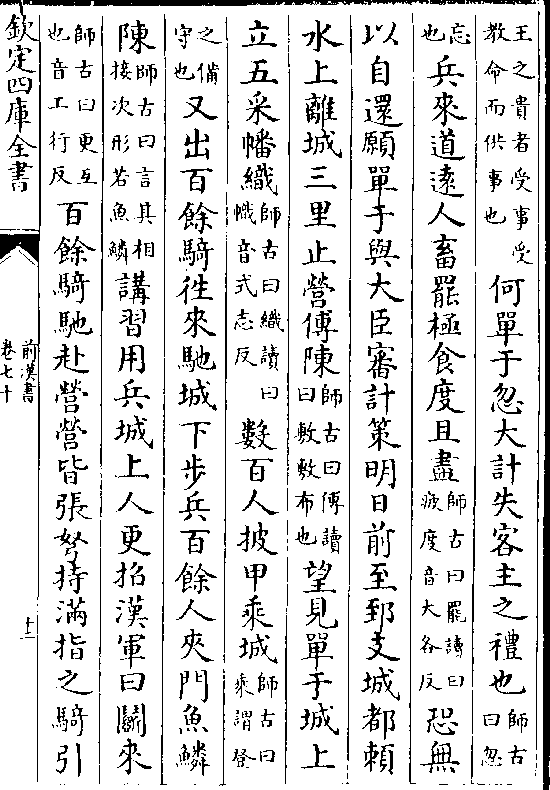 王之貴者受事受教命而供事也何單于忽大計失客主之禮也師古曰忽
忘也兵來道遠人畜罷極食度且盡師古曰罷讀曰疲度音大各反恐無
以自還願單于與大臣審計策明日前至郅支城都賴
水上離城三里止營傅陳師古曰傅讀曰敷敷布也望見單于城上
立五采幡織師古曰織讀曰幟音式志反數百人披甲乘城師古曰乘謂登
之備守也又出百餘騎徃來馳城下步兵百餘人夾門魚鱗
陳師古曰言其相接次形若魚鱗講習用兵城上人更招漢軍曰鬬來
師古曰更互也音工行反百餘騎馳赴營營皆張弩持滿指之騎引
欽定四庫全書
前漢書
卷七十
十二